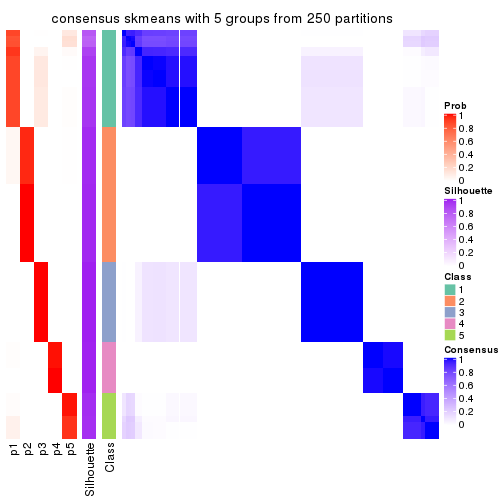 consensus skmeans with 5 groups from 250 partitions
p1
p2
p3
p4
p5
Silhouette
Class
Prob
1
0.8
0.6
0.4
0.2
0
Silhouette
1
0.8
0.6
0.4
0.2
0
Class
1
2
3
4
5
Consensus
1
0.8
0.6
0.4
0.2
0